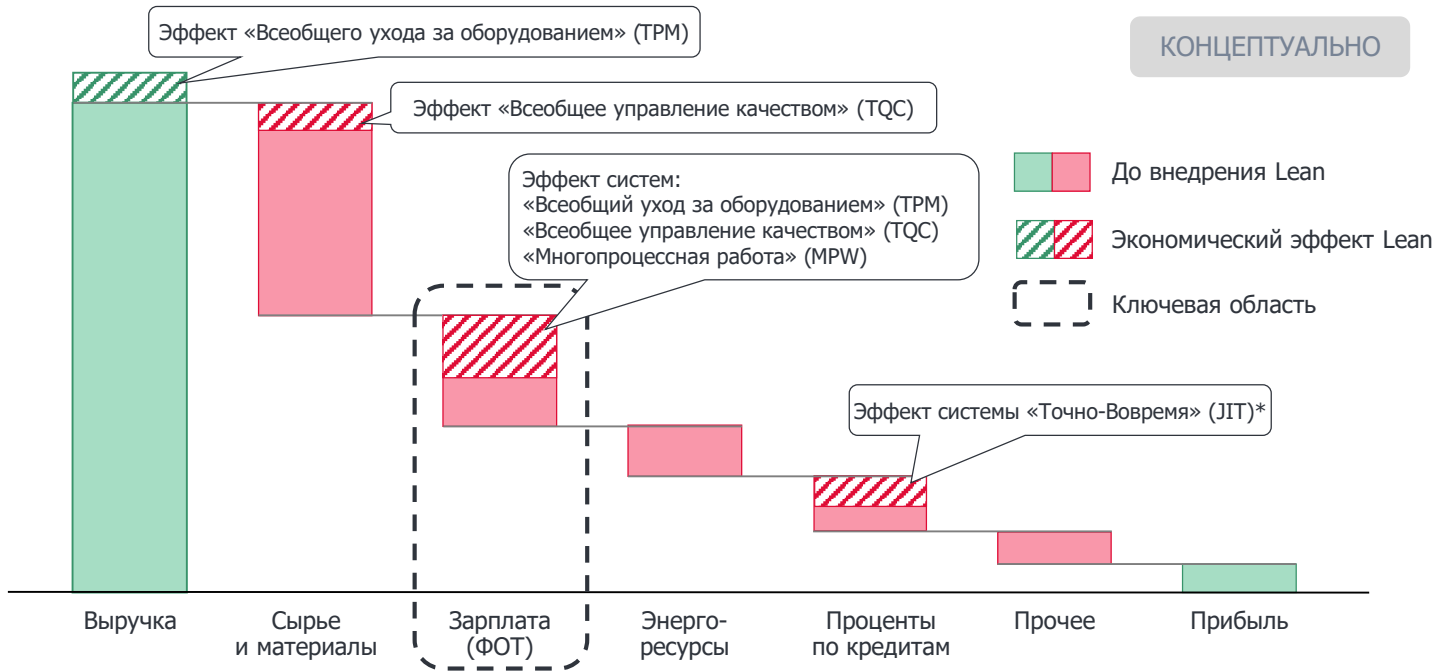 Эффект «Всеобщего ухода за оборудованием» (TPM)
КОНЦЕПТУАЛЬНО
Эффект «Всеобщее управление качеством» (TQC)
Эффект систем:
«Всеобщий уход за оборудованием» (TPM)
«Всеобщее управление качеством» (TQC)
«Многопроцессная работа» (MPW)
До внедрения Lean
Экономический эффект Lean
Ключевая область
Эффект системы «Точно-Вовремя» (JIT)*
Выручка
Сырье
и материалы
Зарплата
(ФОТ)
Энерго-
ресурсы
Проценты
по кредитам
Прочее
Прибыль